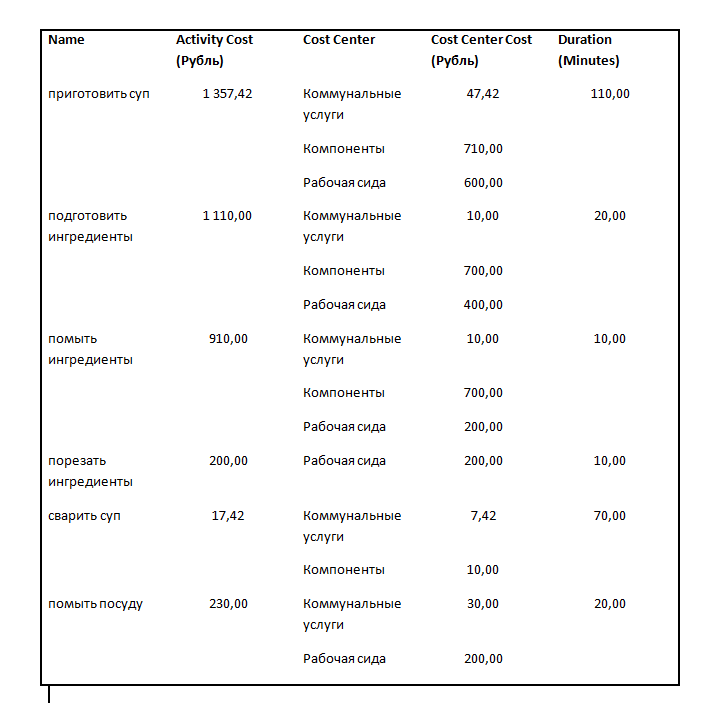 Name Activity Cost Cost Center Cost Center Cost Duration
(Рубль) (Рубль) (Minutes)
приготовить суп 1 357,42 Коммунальные 47,42 110,00
услуги
Компоненты 710,00
Рабочая сида 600,00
подготовить 1 110,00 Коммунальные 10,00 20,00
ингредиенты услуги
Компоненты 700,00
Рабочая сида 400,00
помыть 910,00 Коммунальные 10,00 10,00
ингредиенты услуги
Компоненты 700,00
Рабочая сида 200,00
порезать 200,00 Рабочая сида 200,00 10,00
ингредиенты
сварить суп 17,42 Коммунальные 7,42 70,00
услуги
Компоненты 10,00
помыть посуду 230,00 Коммунальные 30,00 20,00
услуги
Рабочая сида 200,00